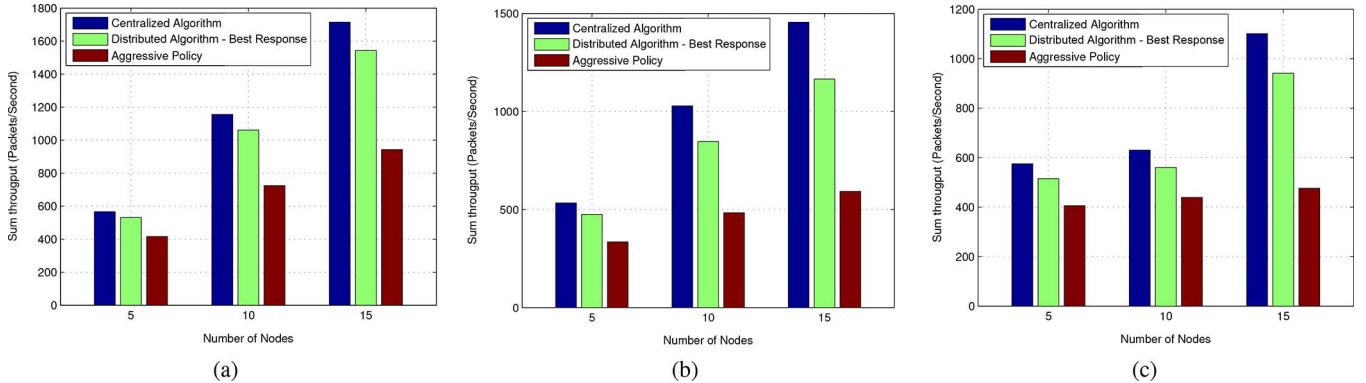 1800
1600
1400
1200
1000
800
600
400
200
0
Sum througput (Packets/Second)
Centralized Algorithm
Distributed Algorithm - Best Response
Aggressive Policy
5
10
15
Number of Nodes
(a)
1500
1000
500
0
Sum througput (Packets/Second)
Centralized Algorithm
Distributed Algorithm - Best Response
Aggressive Policy
5
10
15
Number of Nodes
(b)
1200
1000
800
600
400
200
0
Sum througput (Packets/Second)
Centralized Algorithm
Distributed Algorithm - Best Response
Aggressive Policy
5
10
15
Number of Nodes
(c)